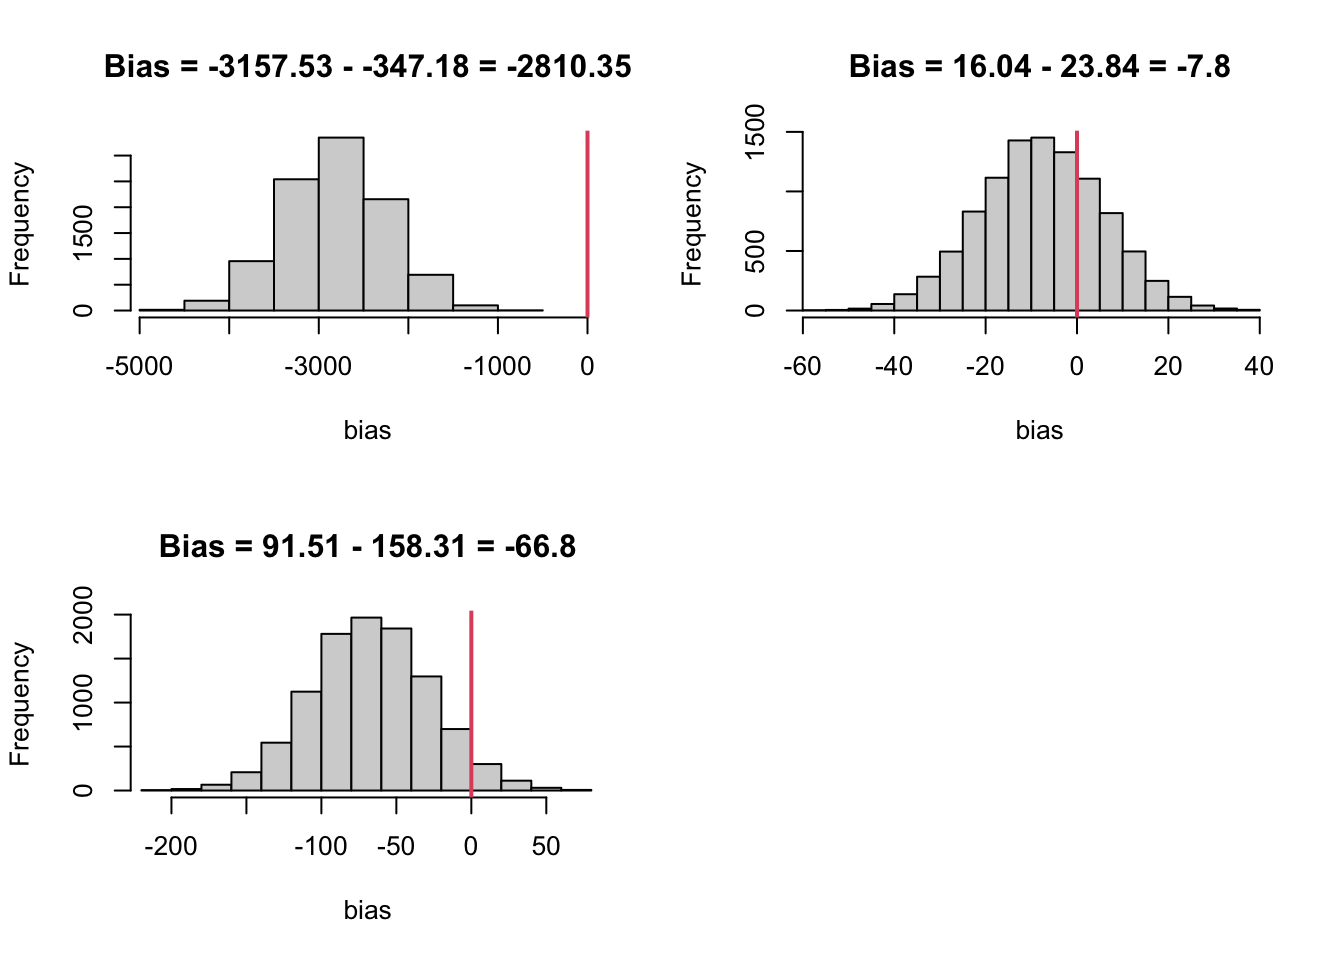 Bias = -3157.53 - -347.18 = -2810.35
Frequency
1500
0
-5000 -3000 -1000 0
bias
Bias = 16.04 - 23.84 = -7.8
Frequency
1500
500
0
-60 -40 -20 0 20 40
bias
Bias = 91.51 - 158.31 = -66.8
Frequency
2000
1000
0
-200 -100 -50 0 50
bias